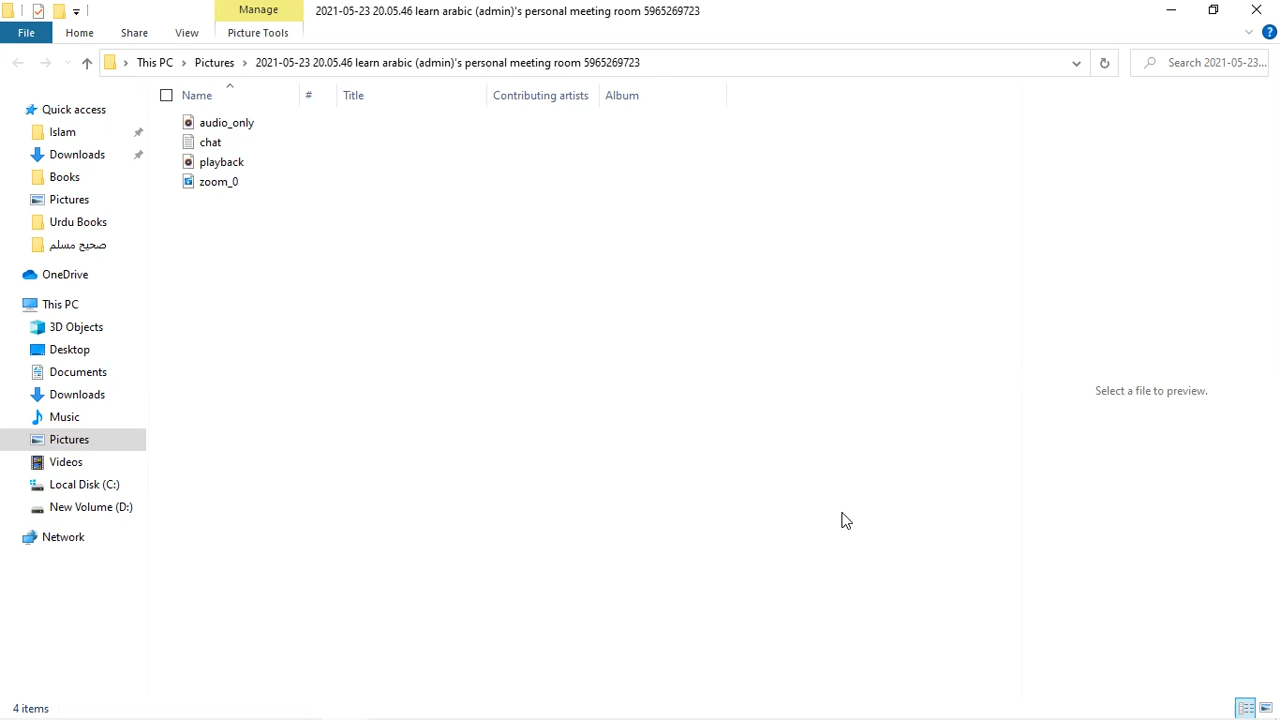 Manage
2021-05-23 20.05.46 learn arabic (admin)'s personal meeting room 5965269723
File
Home
Share
View
Picture Tools
This PC
Pictures
2021-05-23 20.05.46 learn arabic (admin)'s personal meeting room 5965269723
Search 2021-05-23...
Name
#
Title
Contributing artists
Album
audio_only
chat
playback
zoom_0
Quick access
Islam
Downloads
Books
Pictures
Urdu Books
صحیح مسلم
OneDrive
This PC
3D Objects
Desktop
Documents
Downloads
Music
Pictures
Videos
Local Disk (C:)
New Volume (D:)
Network
Select a file to preview.
4 items